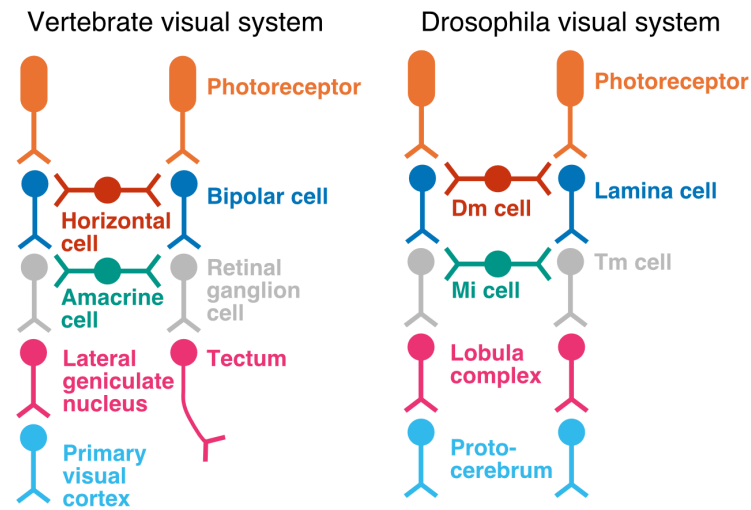 Vertebrate visual system
Photoreceptor
Bipolar cell
Horizontal
cell
Retinal
ganglion
cell
Amacrine
cell
Lateral
geniculate
nucleus
Tectum
Primary
visual
cortex
Drosophila visual system
Photoreceptor
Lamina cell
Dm cell
Tm cell
Mi cell
Lobula
complex
Proto-
cerebrum